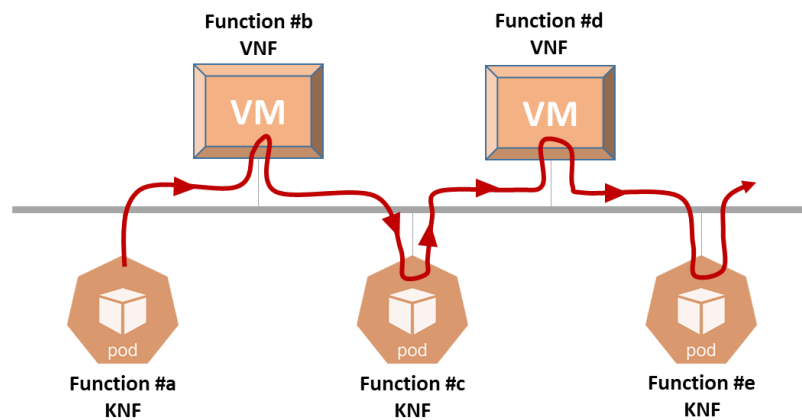 Function #b
VNF
VM
Function #d
VNF
VM
pod
Function #a
KNF
pod
Function #c
KNF
pod
Function #e
KNF